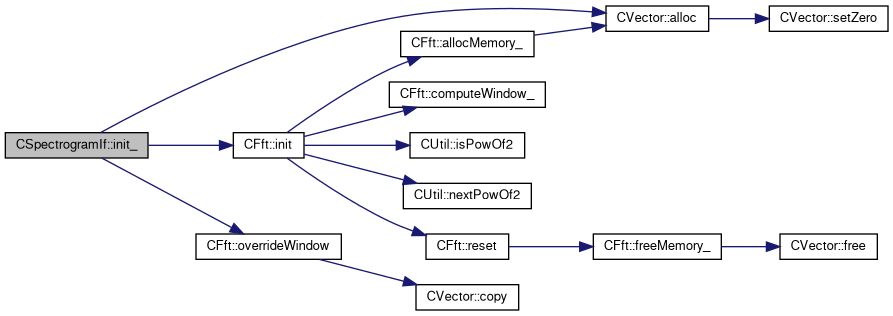 CVector::alloc
CVector::setZero
CFft::allocMemory_
CFft::computeWindow_
CSpectrogramIf::init_
CFft::init
CUtil::isPowOf2
CUtil::nextPowOf2
CFft::overrideWindow
CFft::reset
CFft::freeMemory_
CVector::free
CVector::copy